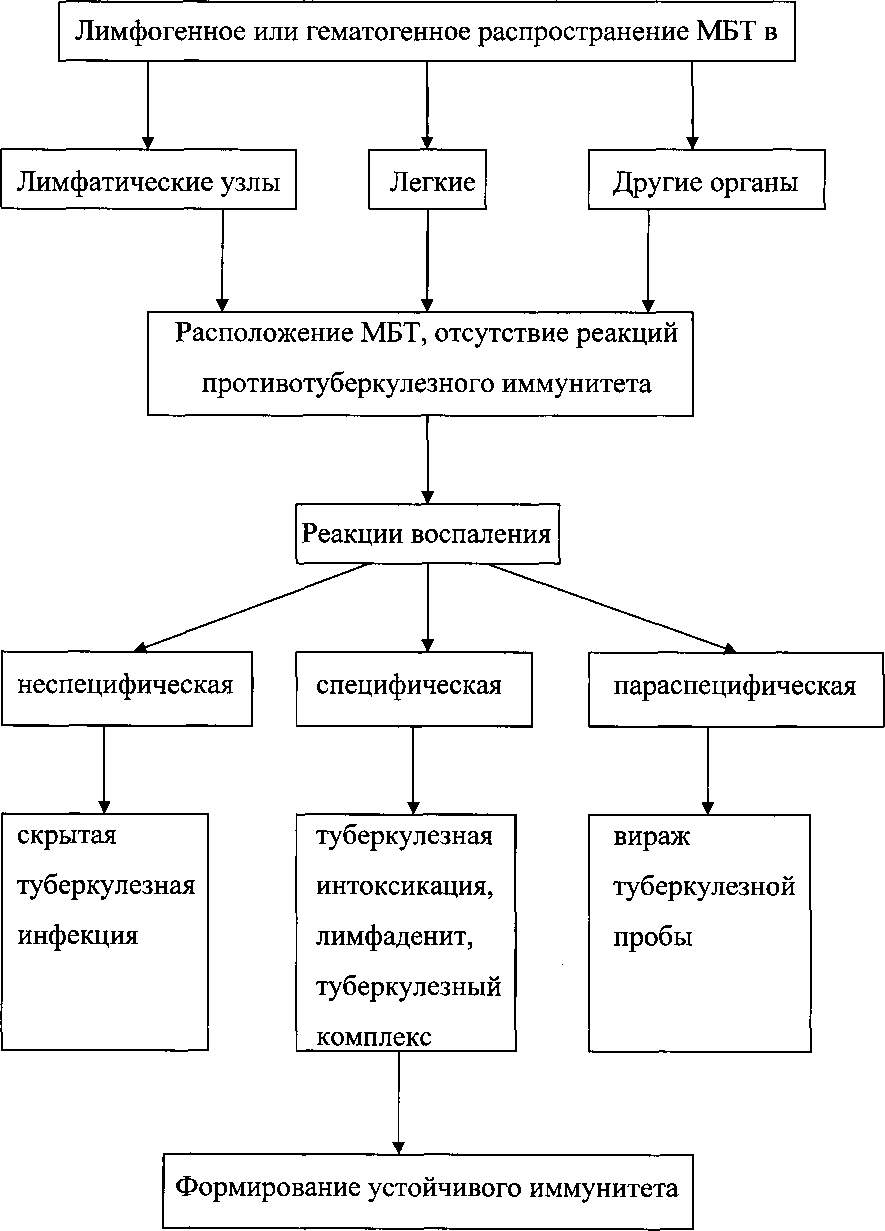 Лимфогенное или гематогенное распространение МБТ в
Лимфатические узлы
Легкие
Другие органы
Расположение МБТ, отсутствие реакций
противотуберкулезного иммунитета
Реакции воспаления
неспецифическая
специфическая
параспецифическая
скрытая
туберкулезная
инфекция
туберкулезная
интоксикация,
лимфаденит,
туберкулезный
комплекс
вираж
туберкулезной
пробы
Формирование устойчивого иммунитета